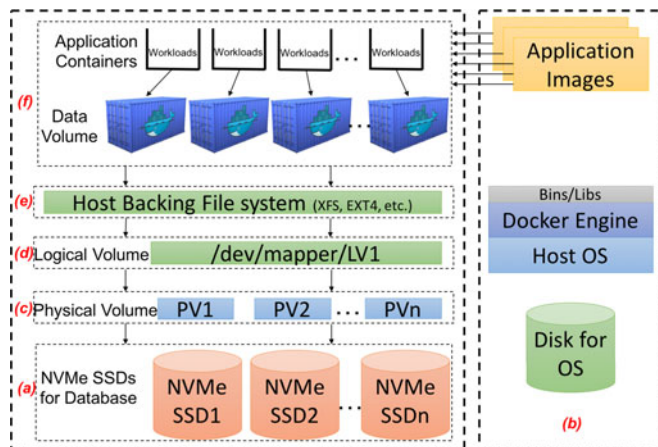 Application
Containers
Workloads
Workloads
Workloads
Workloads
...
(f)
Data
Volume
...
(e)
Host Backing File system (XFS, EXT4, etc.)
(d)
Logical Volume
/dev/mapper/LV1
(c)
Physical Volume
PV1
PV2
...
PVn
(a)
NVMe SSDs
for Database
NVMe
SSD1
NVMe
SSD2
...
NVMe
SSDn
Application
Images
Bins/Libs
Docker Engine
Host OS
Disk for
OS
(b)